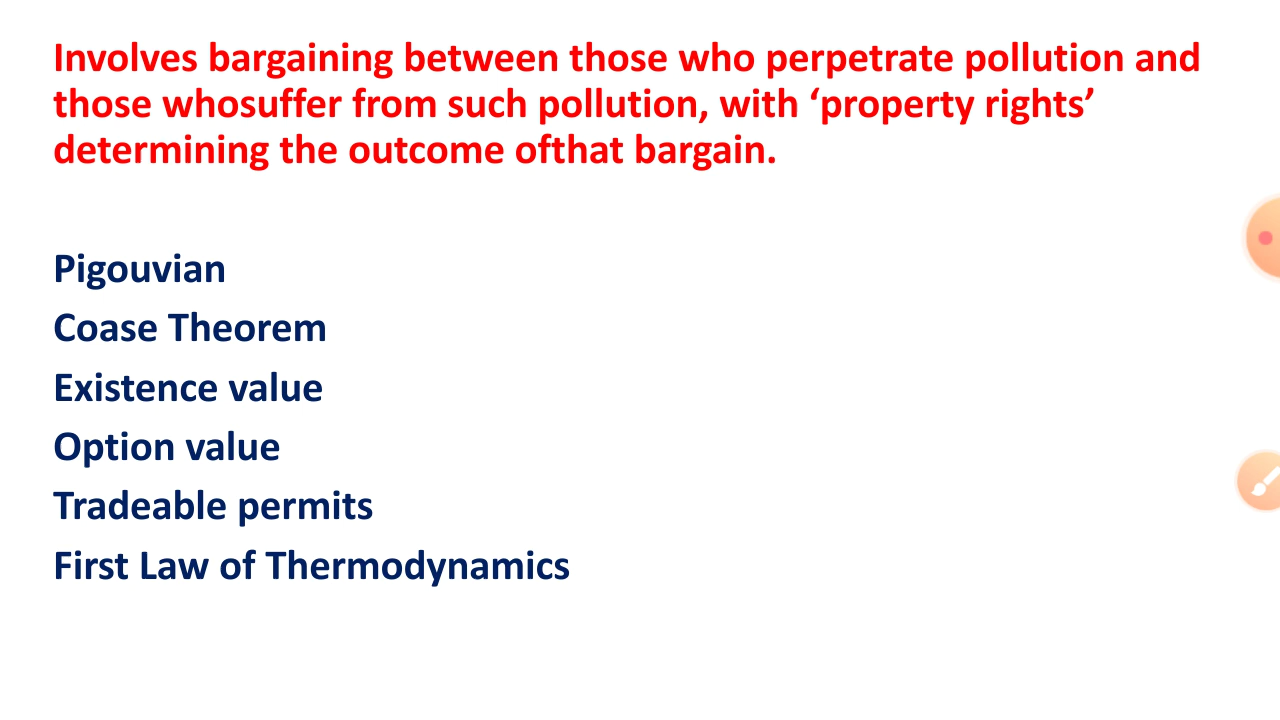 Involves bargaining between those who perpetrate pollution and
those whosuffer from such pollution, with ‘property rights’
determining the outcome ofthat bargain.
Pigouvian
Coase Theorem
Existence value
Option value
Tradeable permits
First Law of Thermodynamics